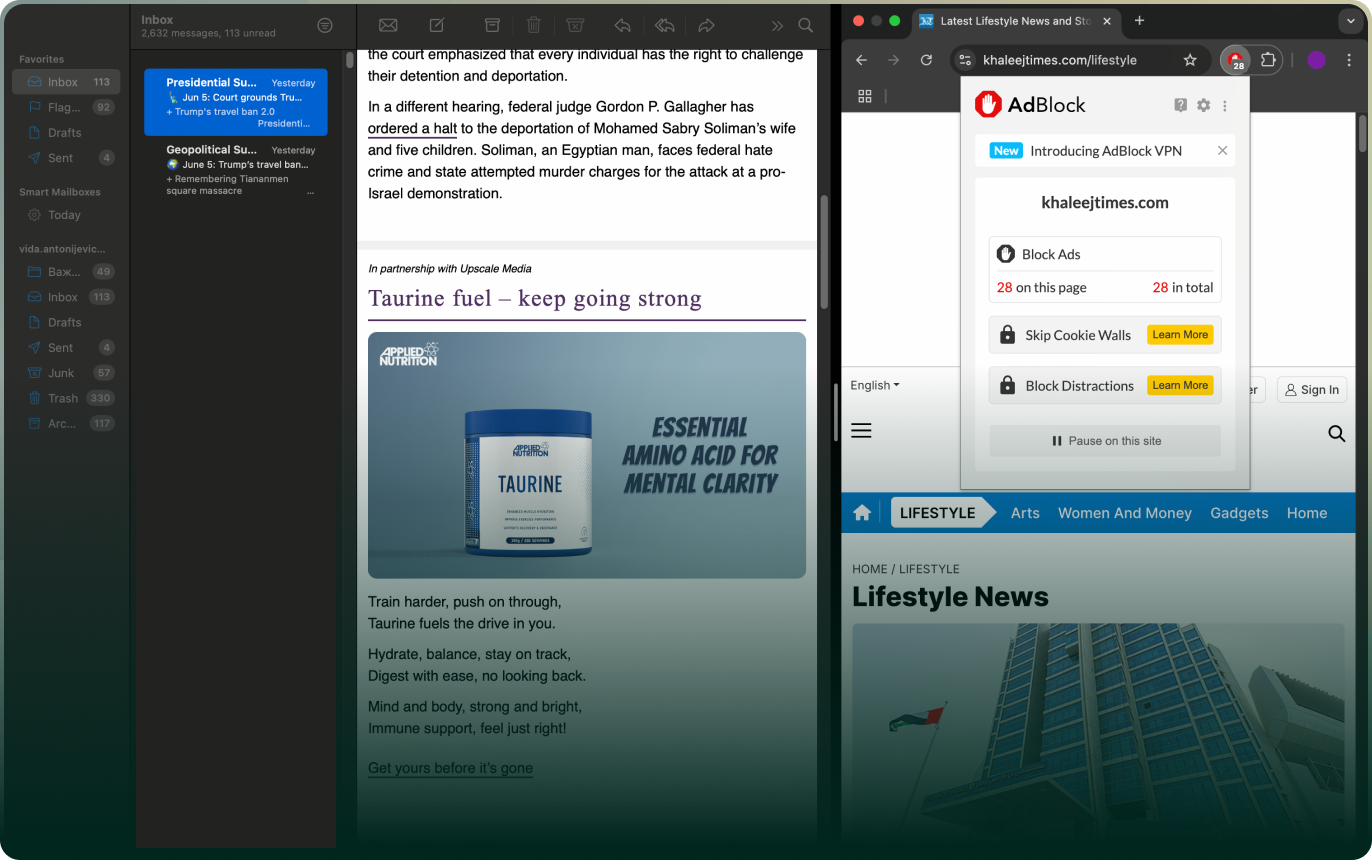 Inbox
2,632 messages, 113 unread
Favorites
Inbox 113
Flag... 92
Drafts
Sent 4
Smart Mailboxes
Today
vida.antonijevic...
Важ... 49
Inbox 113
Drafts
Sent 4
Junk 57
Trash 330
Arc... 117
Presidential Su... Yesterday
Jun 5: Court grounds Tru...
+ Trump's travel ban 2.0
Presidenti...
Geopolitical Su... Yesterday
June 5: Trump's travel ban...
+ Remembering Tiananmen
square massacre ...
the court emphasized that every individual has the right to challenge
their detention and deportation.
In a different hearing, federal judge Gordon P. Gallagher has
ordered a halt to the deportation of Mohamed Sabry Soliman's wife
and five children. Soliman, an Egyptian man, faces federal hate
crime and state attempted murder charges for the attack at a pro-
Israel demonstration.
In partnership with Upscale Media
Taurine fuel – keep going strong
APPLIED
NUTRITION
APPLIED
NUTRITION
TAURINE
ENHANCES MUSCLE HYDRATION
IMPROVE EXERCISE PERFORMANCE
SUPPORTS RECOVERY & ENDURANCE
ESSENTIAL
AMINO ACID FOR
MENTAL CLARITY
Train harder, push on through,
Taurine fuels the drive in you.
Hydrate, balance, stay on track,
Digest with ease, no looking back.
Mind and body, strong and bright,
Immune support, feel just right!
Get yours before it's gone
KT Latest Lifestyle News and Sto
khaleejtimes.com/lifestyle
28
AdBlock
New Introducing AdBlock VPN
khaleejtimes.com
Block Ads
28 on this page 28 in total
Skip Cookie Walls Learn More
Block Distractions Learn More
Pause on this site
English
er
Sign In
LIFESTYLE Arts Women And Money Gadgets Home
HOME / LIFESTYLE
Lifestyle News